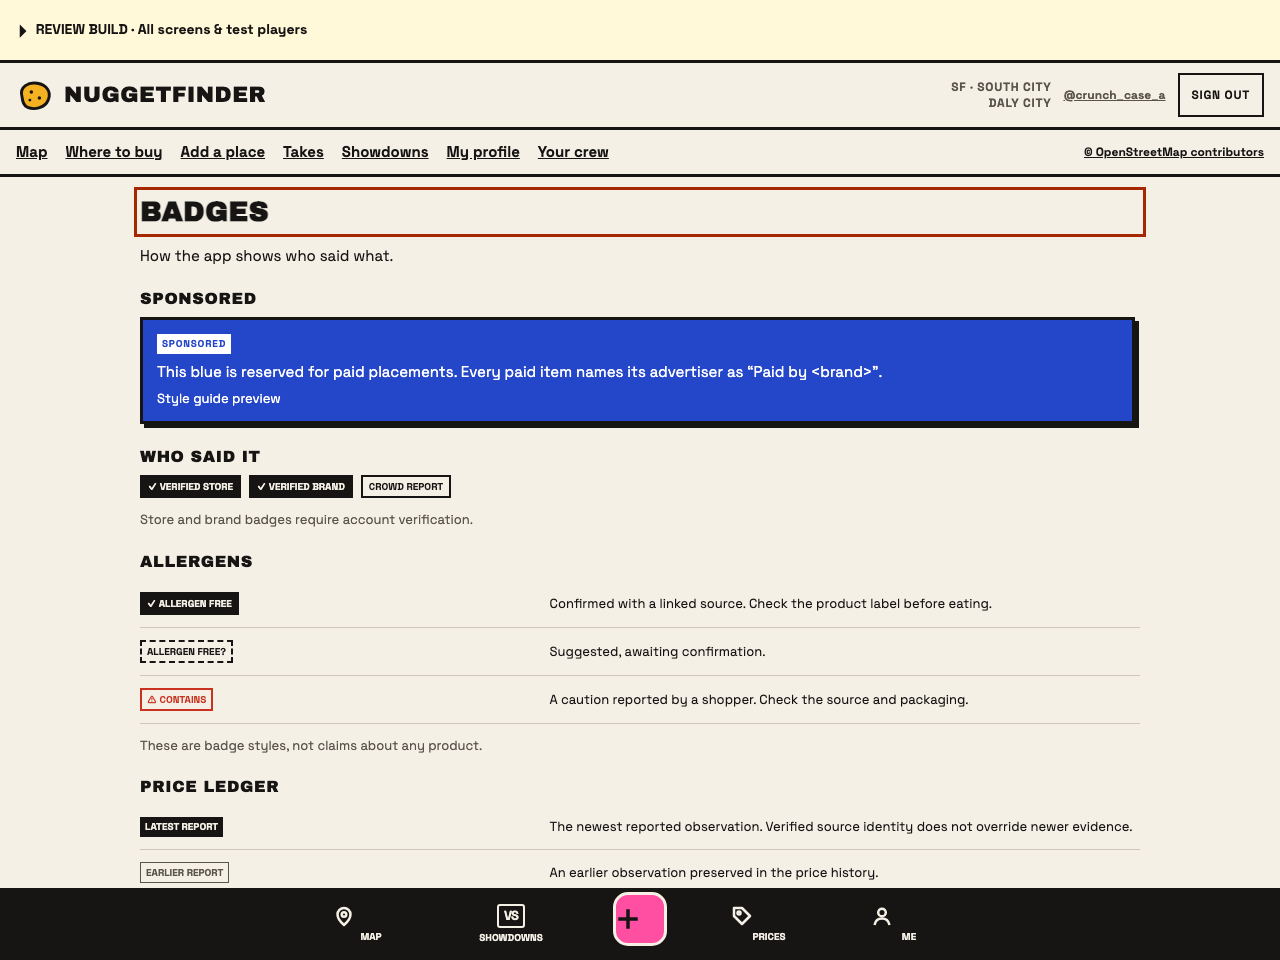 REVIEW BUILD · All screens & test players
NUGGETFINDER
SF · SOUTH CITY
DALY CITY
@crunch_case_a
SIGN OUT
Map Where to buy Add a place Takes Showdowns My profile Your crew
© OpenStreetMap contributors
BADGES
How the app shows who said what.
SPONSORED
SPONSORED
This blue is reserved for paid placements. Every paid item names its advertiser as “Paid by <brand>”.
Style guide preview
WHO SAID IT
✓ VERIFIED STORE ✓ VERIFIED BRAND CROWD REPORT
Store and brand badges require account verification.
ALLERGENS
✓ ALLERGEN FREE Confirmed with a linked source. Check the product label before eating.
ALLERGEN FREE? Suggested, awaiting confirmation.
⚠ CONTAINS A caution reported by a shopper. Check the source and packaging.
These are badge styles, not claims about any product.
PRICE LEDGER
LATEST REPORT The newest reported observation. Verified source identity does not override newer evidence.
EARLIER REPORT An earlier observation preserved in the price history.
MAP
VS
SHOWDOWNS
+
PRICES
ME